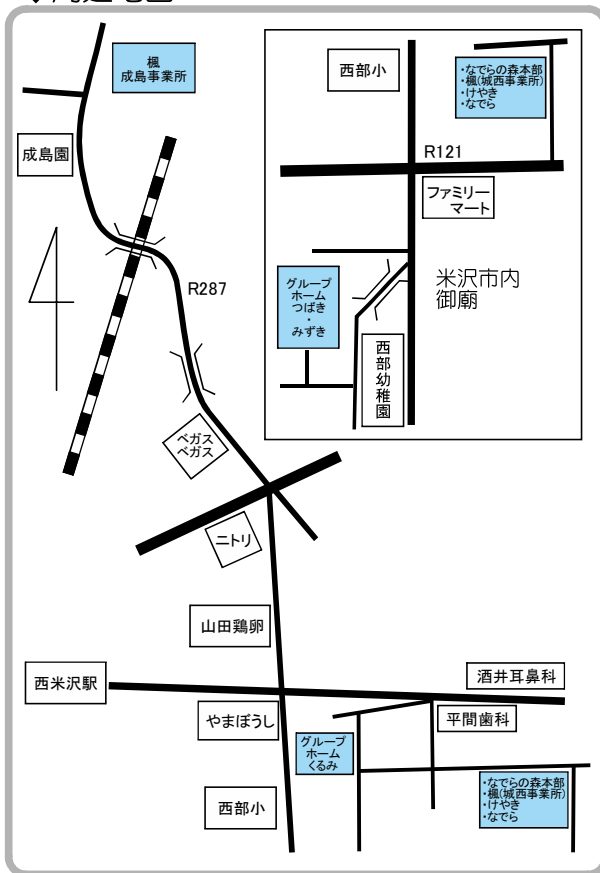 楓
成島事業所
西部小
・なでらの森本部
・楓(城西事業所)
・けやき
・なでら
成島園
R121
ファミリー
マート
R287
グループ
ホーム
つばき
・
みずき
米沢市内
御廟
西部幼稚園
ベガス
ベガス
ニトリ
山田鶏卵
西米沢駅
酒井耳鼻科
やまぼうし
平間歯科
グループ
ホーム
くるみ
・なでらの森本部
・楓(城西事業所)
・けやき
・なでら
西部小